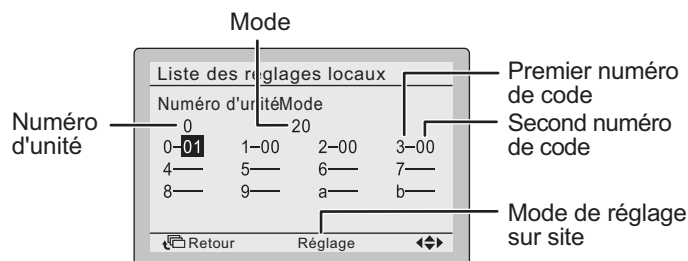 Mode
Liste des réglages locaux
Numéro d'unitéMode
0 20
0–01 1–00 2–00 3–00
4— 5— 6— 7—
8— 9— a— b—
Retour Réglage
Numéro
d'unité
Premier numéro
de code
Second numéro
de code
Mode de réglage
sur site